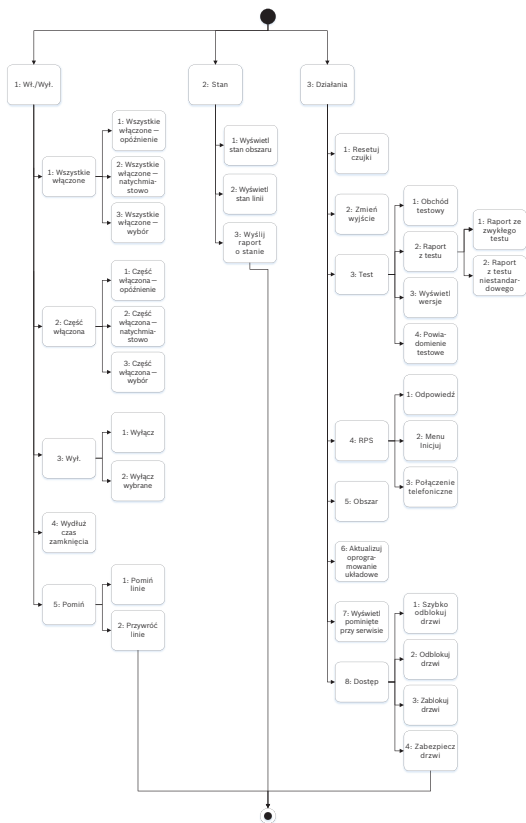 1: Wł./Wył.
2: Stan
3: Działania
1: Wszystkie
włączone
1: Wszystkie
włączone —
opóźnienie
2: Wszystkie
włączone —
natychmia-
stowo
3: Wszystkie
włączone —
wybór
2: Część
włączona
1: Część
włączona —
opóźnienie
2: Część
włączona —
natychmia-
stowo
3: Część
włączona —
wybór
3: Wył.
1: Wyłącz
2: Wyłącz
wybrane
4: Wydłuż
czas
zamknięcia
5: Pomiń
1: Pomiń
linie
2: Przywróć
linie
1: Wyświetl
stan obszaru
2: Wyświetl
stan linii
3: Wyślij
raport
o stanie
1: Resetuj
czujki
2: Zmień
wyjście
3: Test
1: Obchód
testowy
2: Raport
z testu
1: Raport ze
zwykłego
testu
2: Raport
z testu
niestandar-
dowego
3: Wyświetl
wersje
4: Powia-
domienie
testowe
4: RPS
1: Odpowiedź
2: Menu
Inicjuj
3: Połączenie
telefoniczne
5: Obszar
6: Aktualizuj
oprogra-
mowanie
układowe
7: Wyświetl
pominięte
przy serwisie
8: Dostęp
1: Szybko
odblokuj
drzwi
2: Odblokuj
drzwi
3: Zablokuj
drzwi
4: Zabezpiecz
drzwi